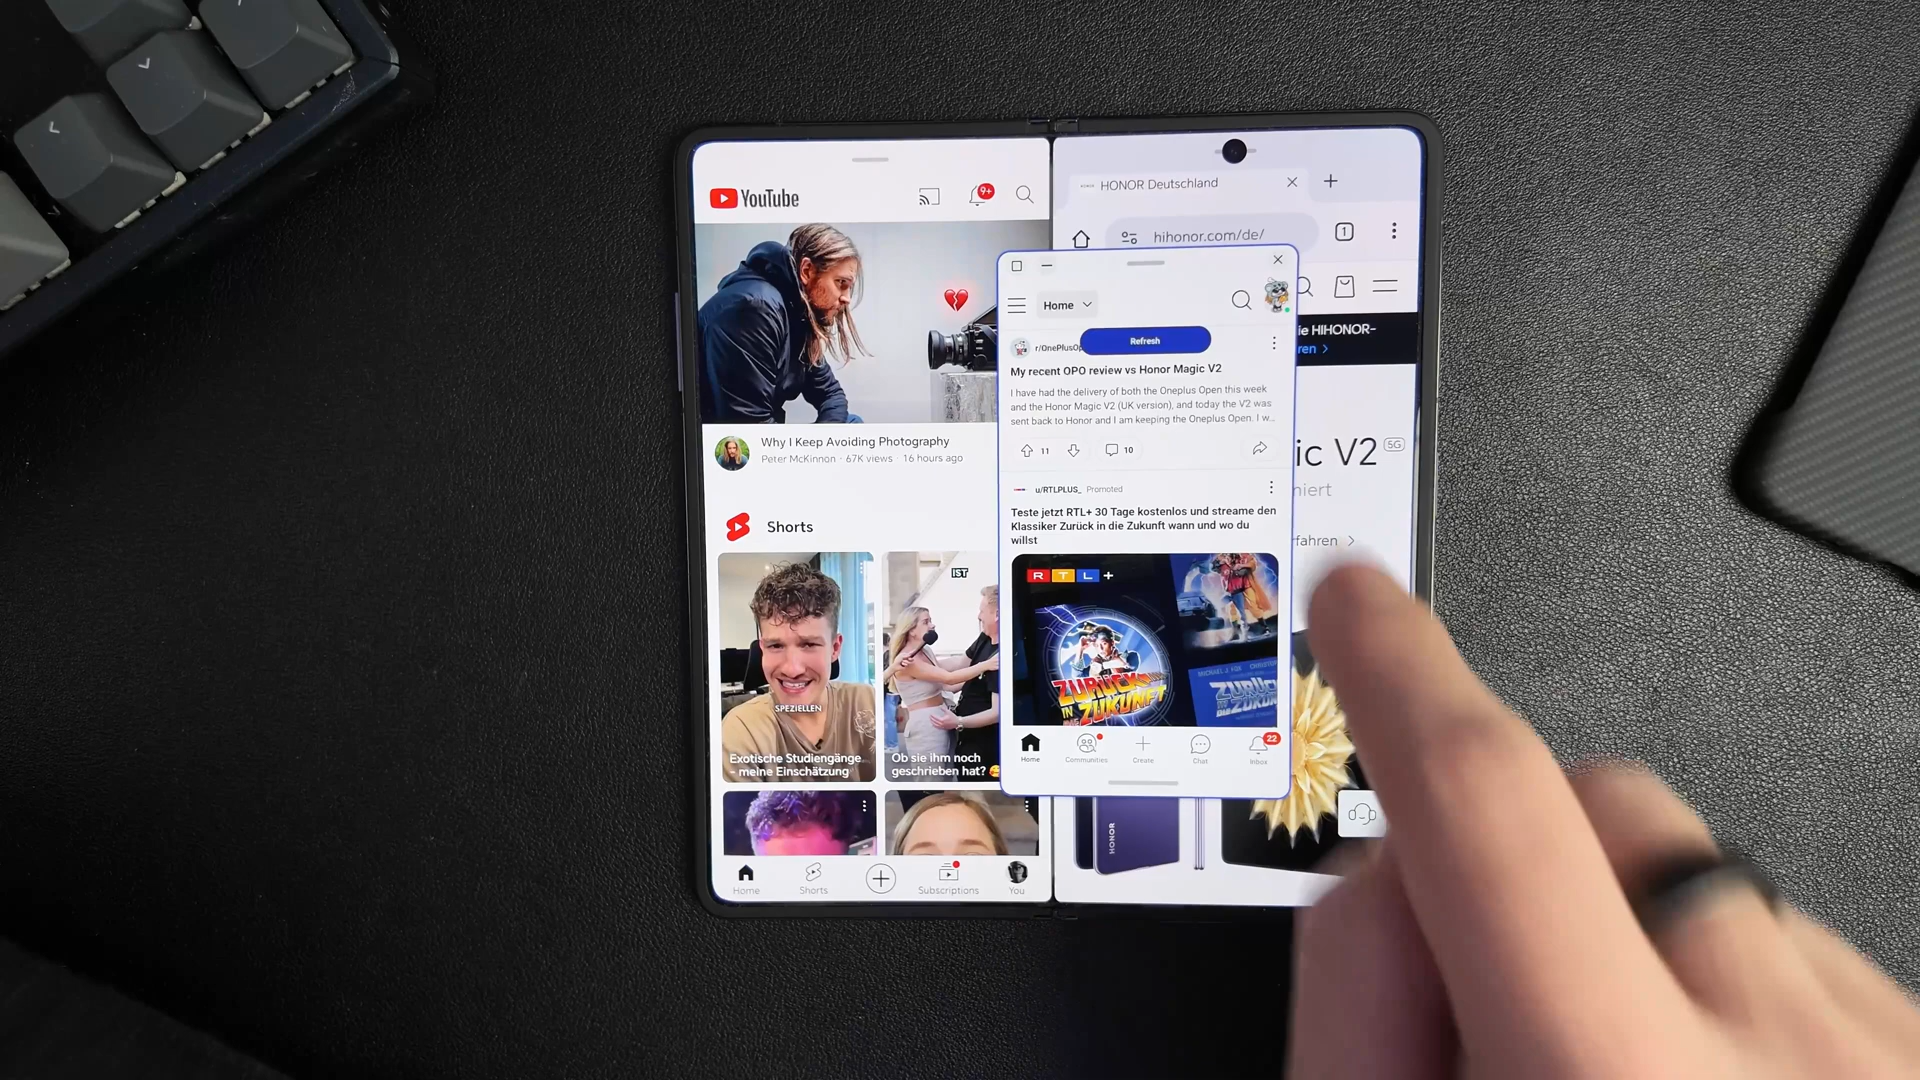 YouTube
9+
Why I Keep Avoiding Photography
Peter McKinnon · 67K views · 16 hours ago
Shorts
SPEZIELLEN
Exotische Studiengänge
- meine Einschätzung
IST
Ob sie ihm noch
geschrieben hat?
Home
Shorts
Subscriptions
You
HONOR Deutschland
1
hihonor.com/de/
ie HIHONOR-
ren >
ic V2 5G
niert
rfahren >
HONOR
Home
Refresh
r/OnePlusOp
My recent OPO review vs Honor Magic V2
I have had the delivery of both the Oneplus Open this week
and the Honor Magic V2 (UK version), and today the V2 was
sent back to Honor and I am keeping the Oneplus Open. I w...
11
10
u/RTLPLUS_ Promoted
Teste jetzt RTL+ 30 Tage kostenlos und streame den
Klassiker Zurück in die Zukunft wann und wo du
willst
RTL+
ZURÜCK
IN DIE
ZUKUNFT
MICHAEL J. FOX
ZURÜCK
Home
Communities
Create
Chat
Inbox
22